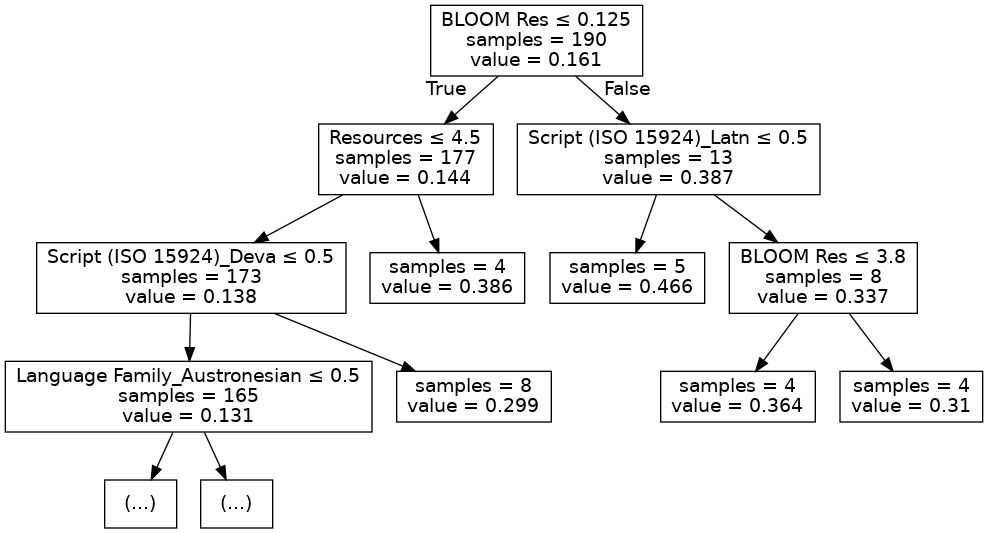 BLOOM Res ≤ 0.125
samples = 190
value = 0.161
True
False
Resources ≤ 4.5
samples = 177
value = 0.144
Script (ISO 15924)_Latn ≤ 0.5
samples = 13
value = 0.387
Script (ISO 15924)_Deva ≤ 0.5
samples = 173
value = 0.138
samples = 4
value = 0.386
samples = 5
value = 0.466
BLOOM Res ≤ 3.8
samples = 8
value = 0.337
Language Family_Austronesian ≤ 0.5
samples = 165
value = 0.131
samples = 8
value = 0.299
samples = 4
value = 0.364
samples = 4
value = 0.31
(...)
(...)